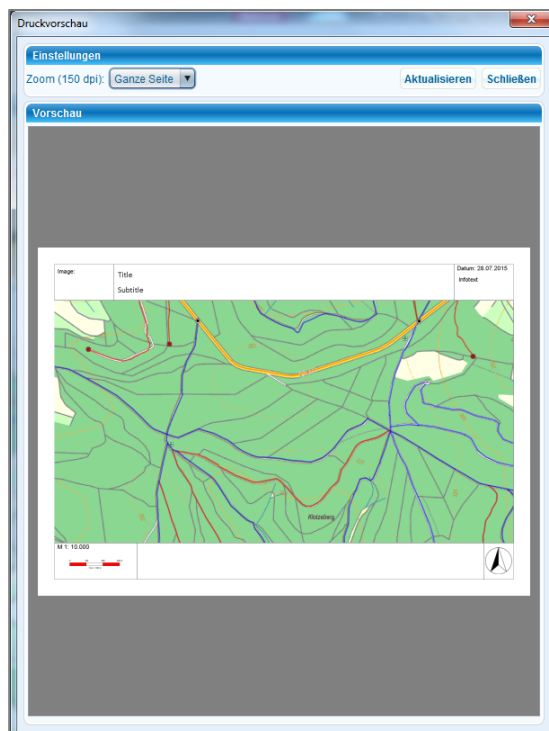 Druckvorschau
Einstellungen
Zoom (150 dpi): Ganze Seite
Aktualisieren Schließen
Vorschau
Image:
Title
Subtitle
Datum: 28.07.2015
Infotext
Klotzberg
M 1: 10.000